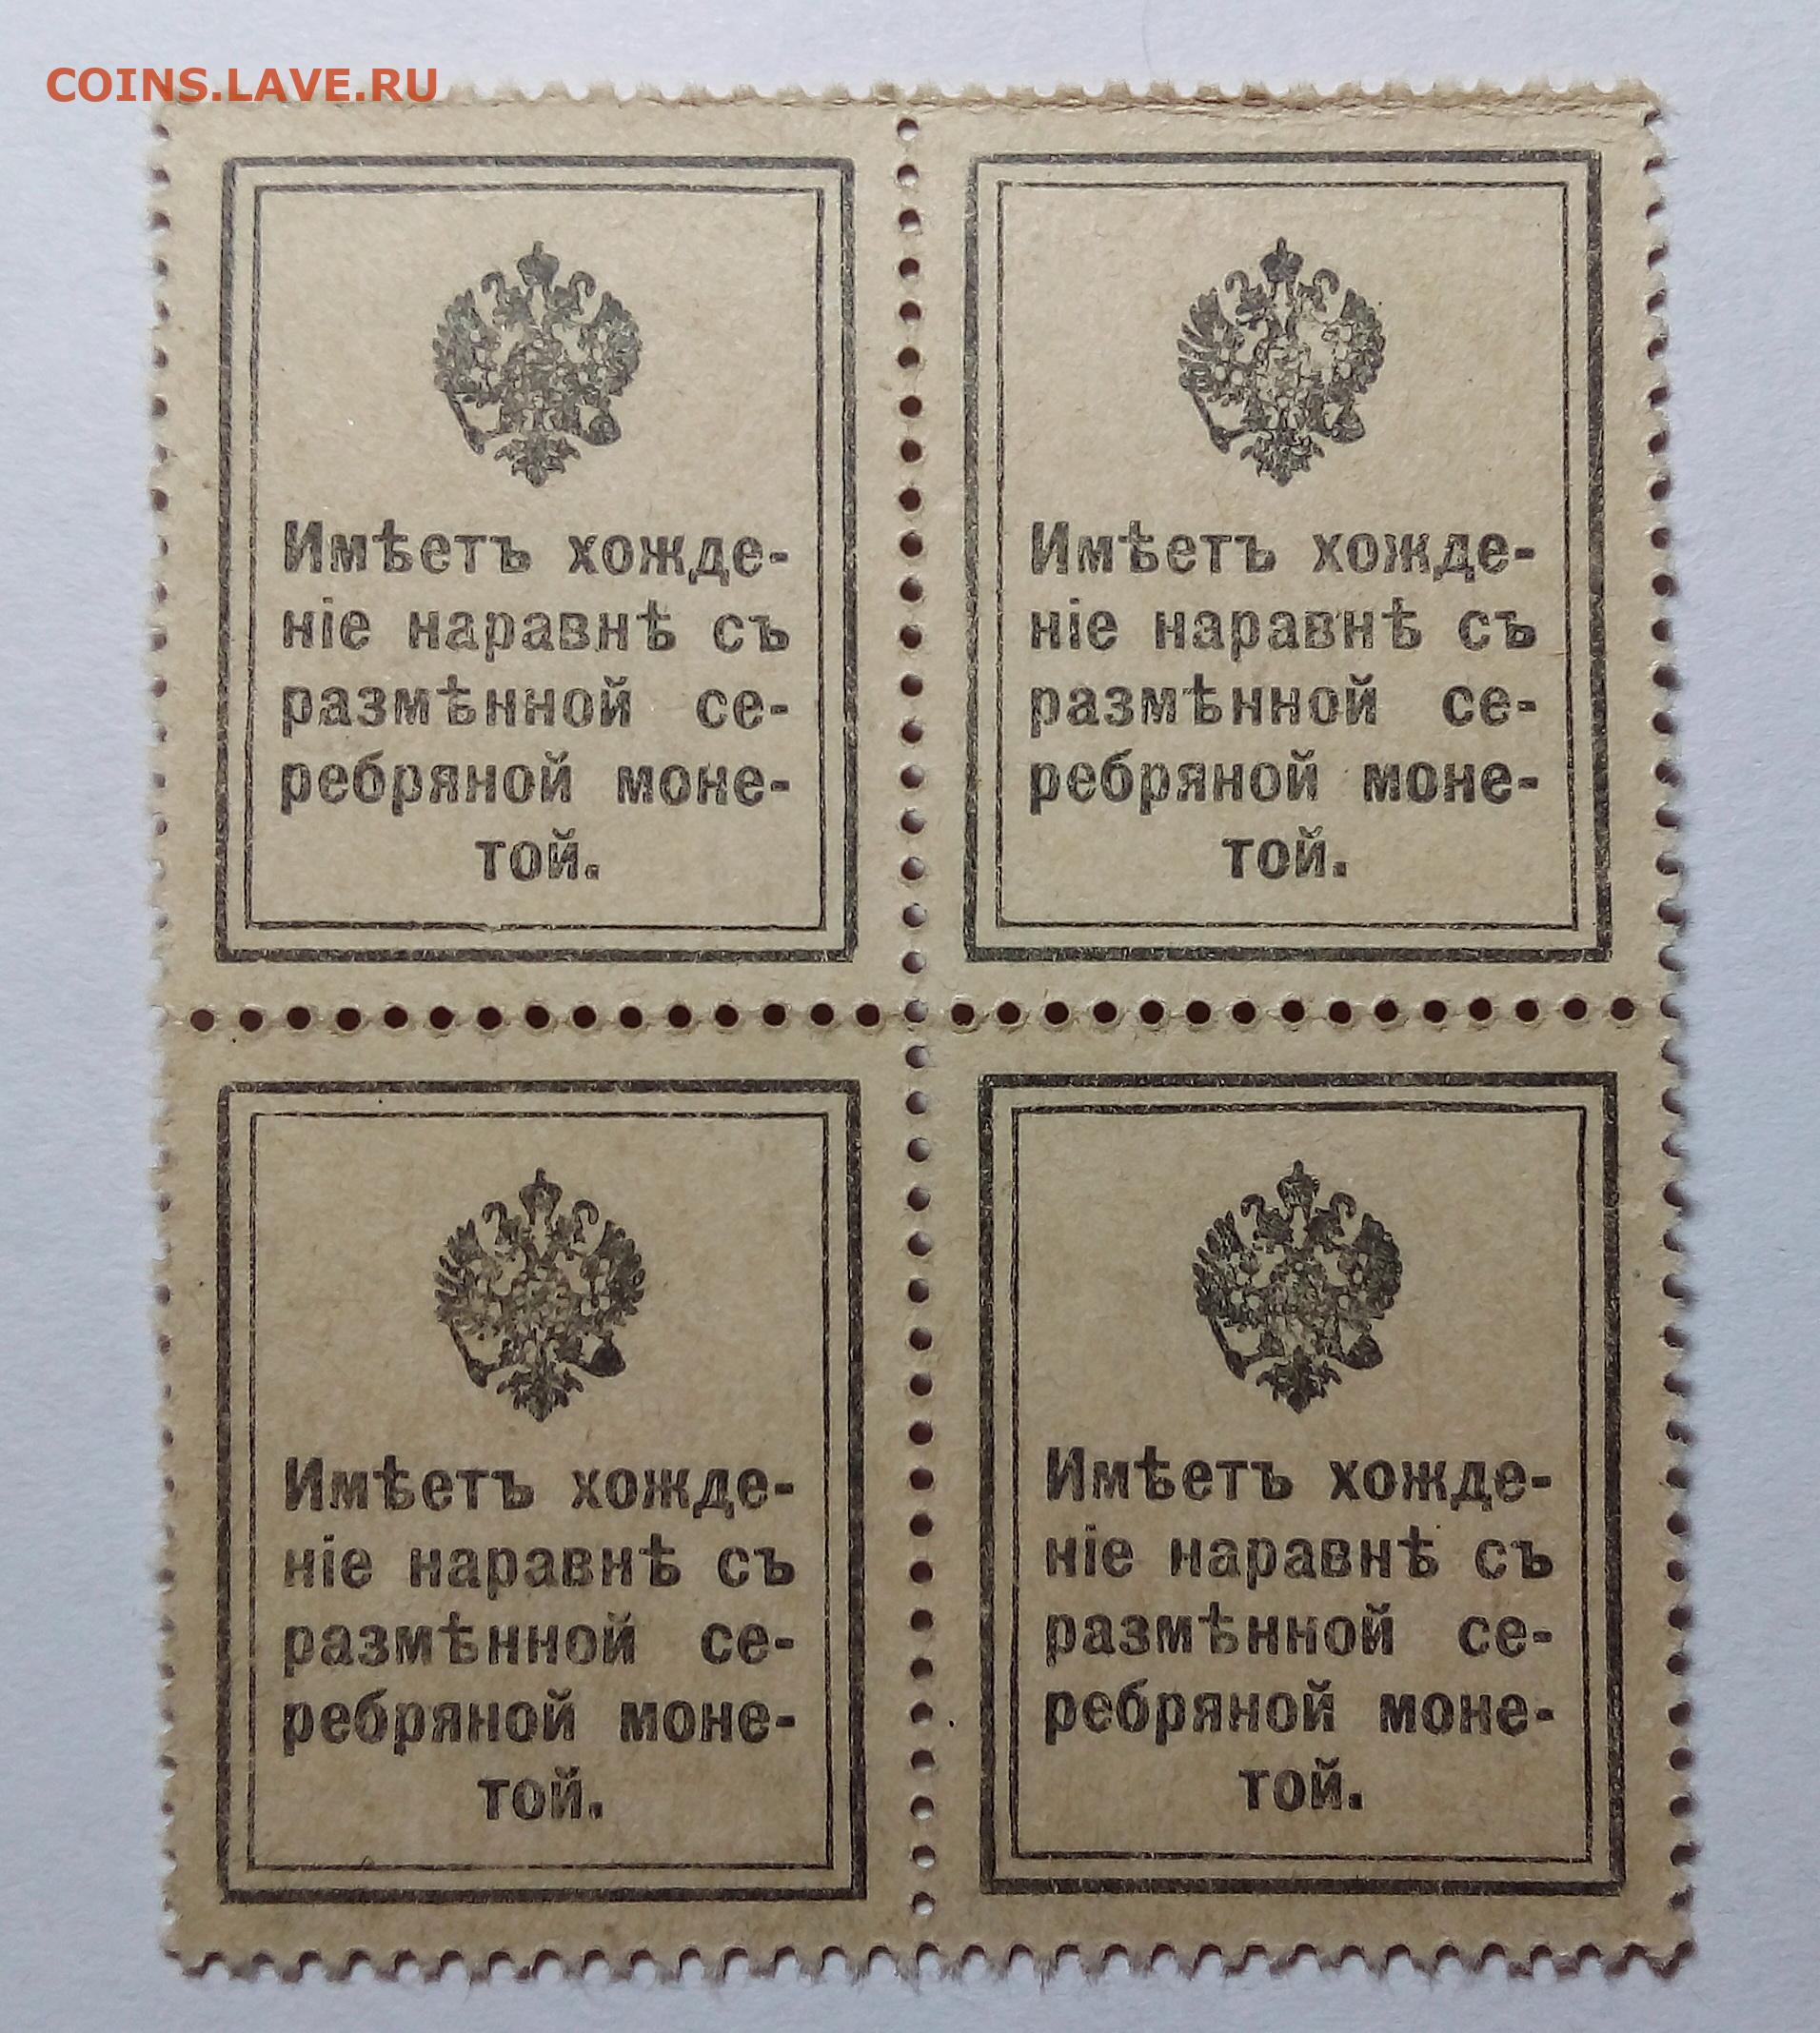 COINS.LAVE.RU
Имѣетъ хожде-
ніе наравнѣ съ
размѣнной се-
ребряной моне-
той.
Имѣетъ хожде-
ніе наравнѣ съ
размѣнной се-
ребряной моне-
той.
Имѣетъ хожде-
ніе наравнѣ съ
размѣнной се-
ребряной моне-
той.
Имѣетъ хожде-
ніе наравнѣ съ
размѣнной се-
ребряной моне-
той.